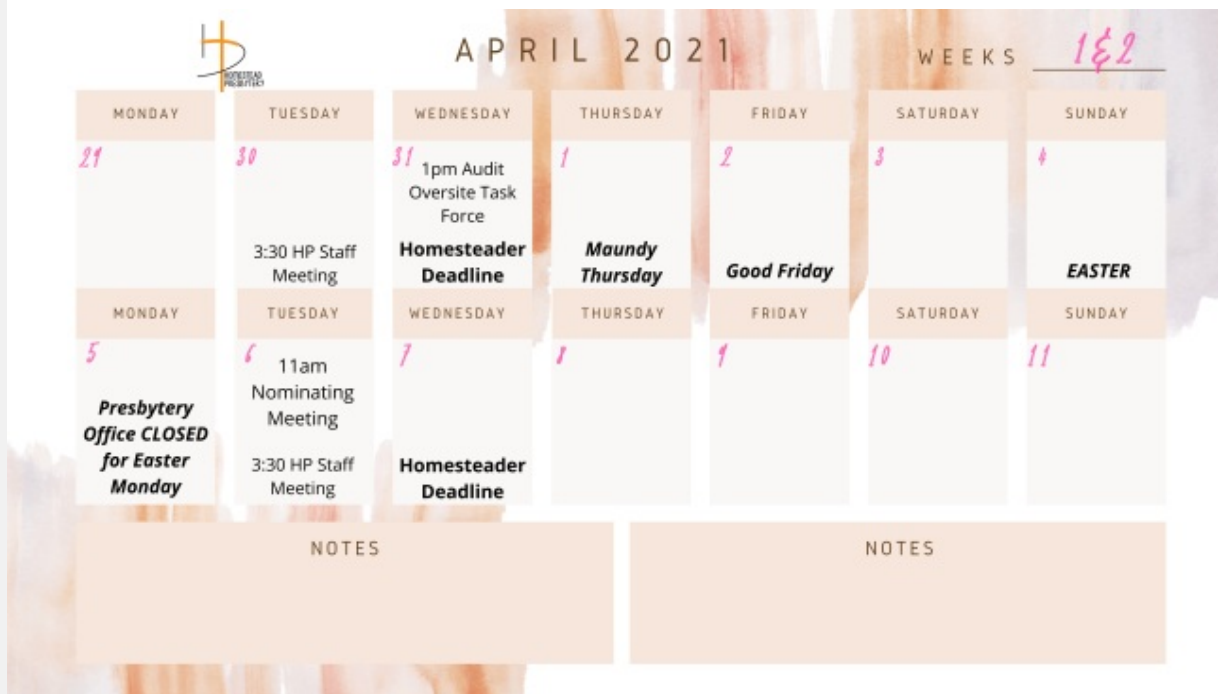 HOMESTEAD
PRESBYTERY
APRIL 2021
WEEKS 1&2
MONDAY TUESDAY WEDNESDAY THURSDAY FRIDAY SATURDAY SUNDAY
29
30
3:30 HP Staff
Meeting
31
1pm Audit
Oversite Task
Force
Homesteader
Deadline
1
Maundy
Thursday
2
Good Friday
3
4
EASTER
MONDAY TUESDAY WEDNESDAY THURSDAY FRIDAY SATURDAY SUNDAY
5
Presbytery
Office CLOSED
for Easter
Monday
6
11am
Nominating
Meeting
3:30 HP Staff
Meeting
7
Homesteader
Deadline
8
9
10
11
NOTES
NOTES